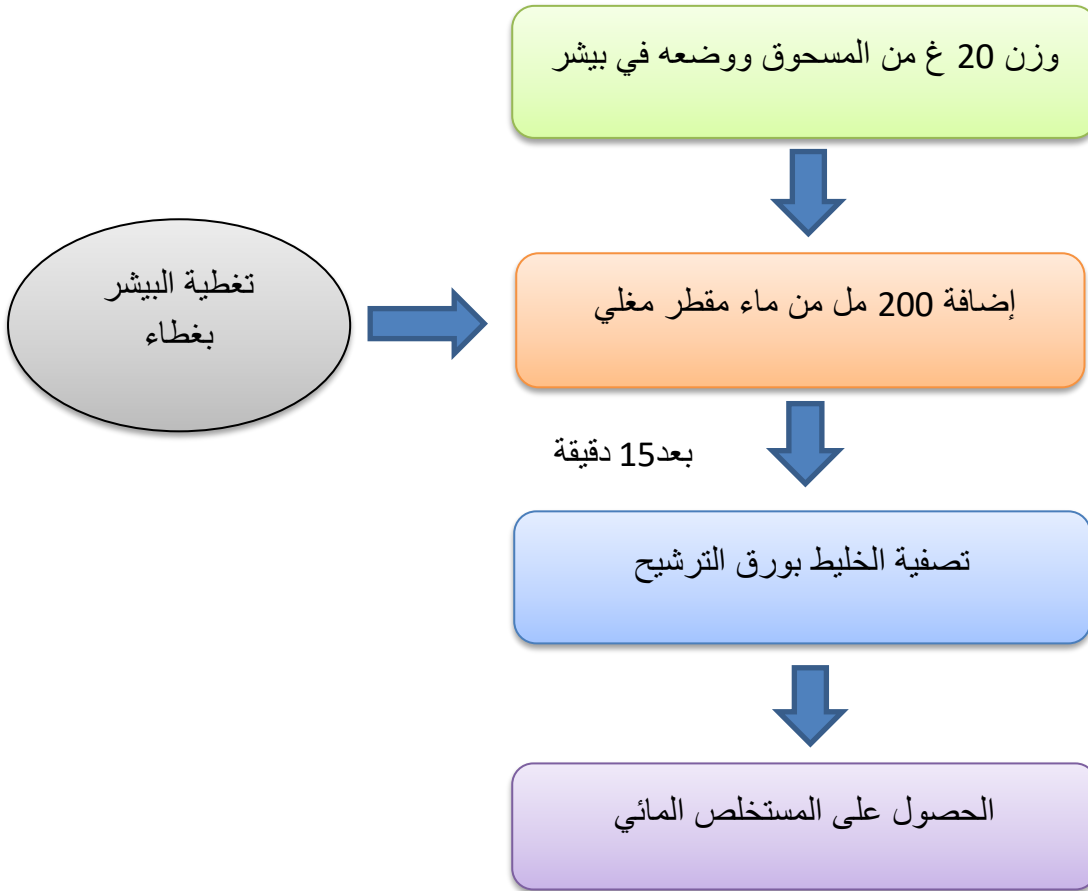 وزن 20 غ من المسحوق ووضعه في بيشر
تغطية البيشر
بغطاء
إضافة 200 مل من ماء مقطر مغلي
بعد15 دقيقة
تصفية الخليط بورق الترشيح
الحصول على المستخلص المائي